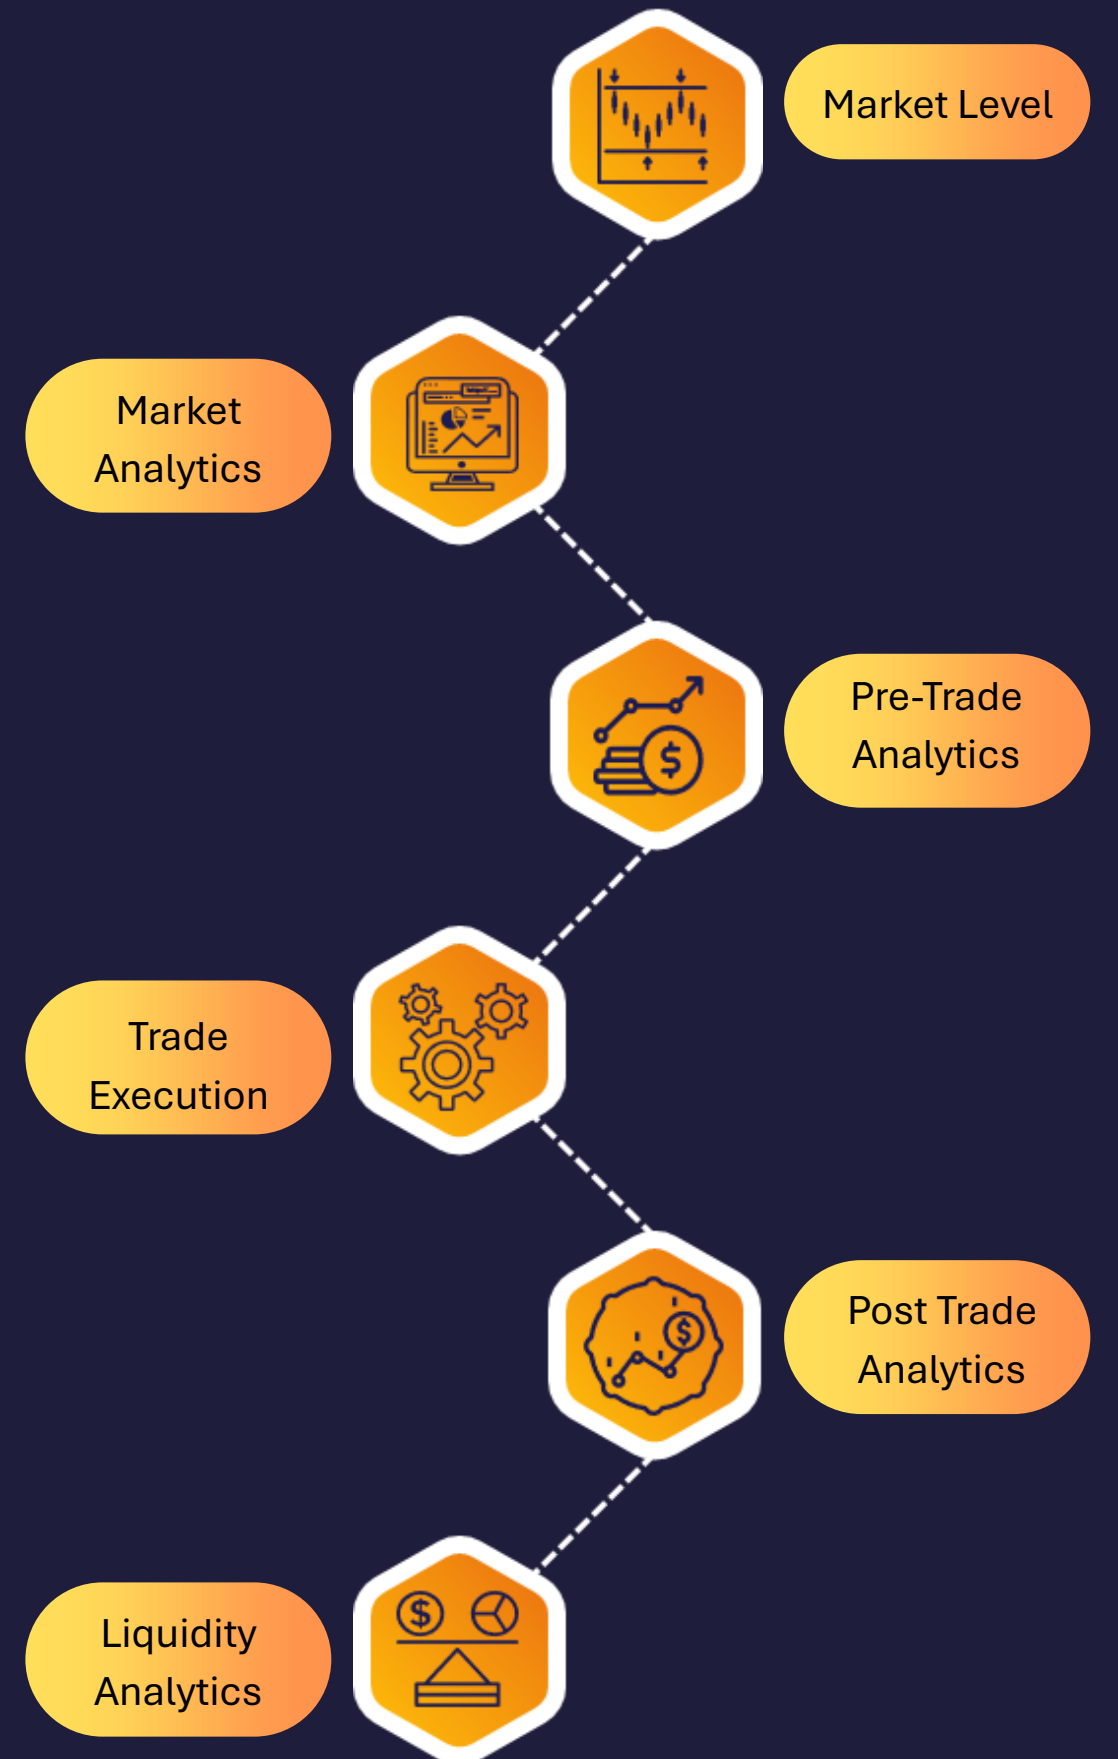 Market Level
Market
Analytics
Pre-Trade
Analytics
$
Trade
Execution
Post Trade
Analytics
$
Liquidity
Analytics
$